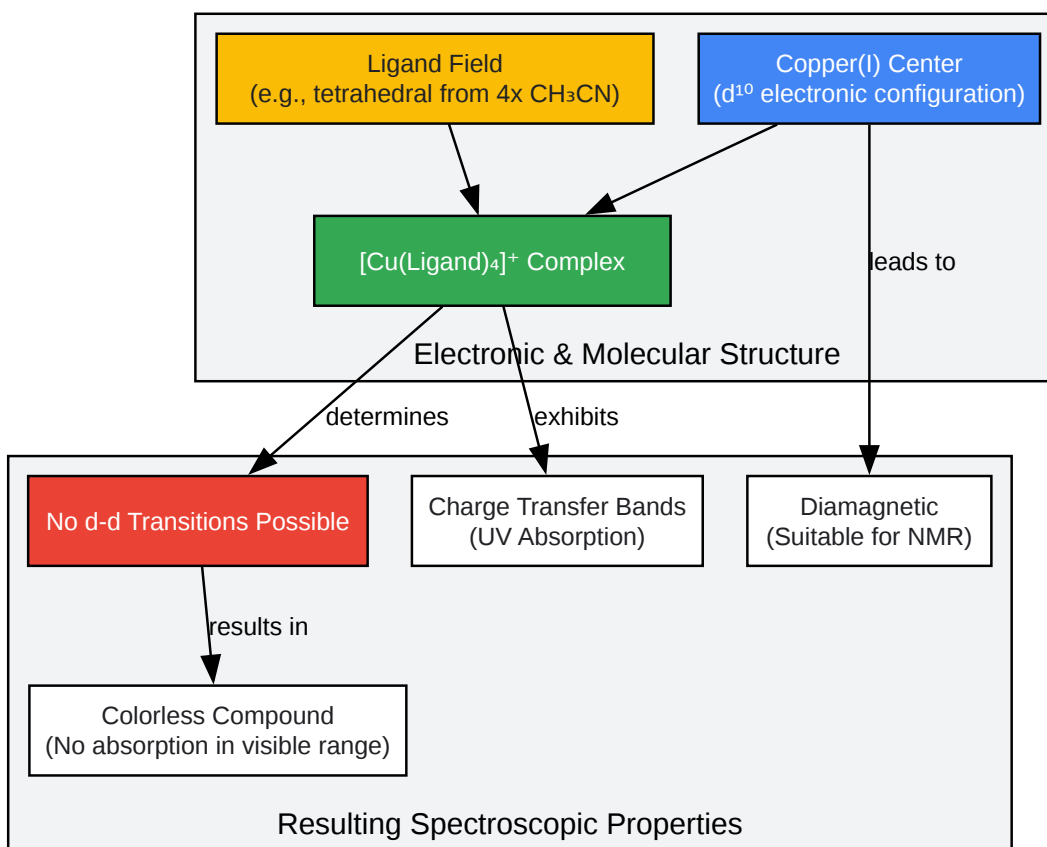 Ligand Field
(e.g., tetrahedral from 4x CH₃CN)
Copper(I) Center
(d¹⁰ electronic configuration)
[Cu(Ligand)₄]⁺ Complex
leads to
Electronic & Molecular Structure
determines
exhibits
No d-d Transitions Possible
Charge Transfer Bands
(UV Absorption)
Diamagnetic
(Suitable for NMR)
results in
Colorless Compound
(No absorption in visible range)
Resulting Spectroscopic Properties